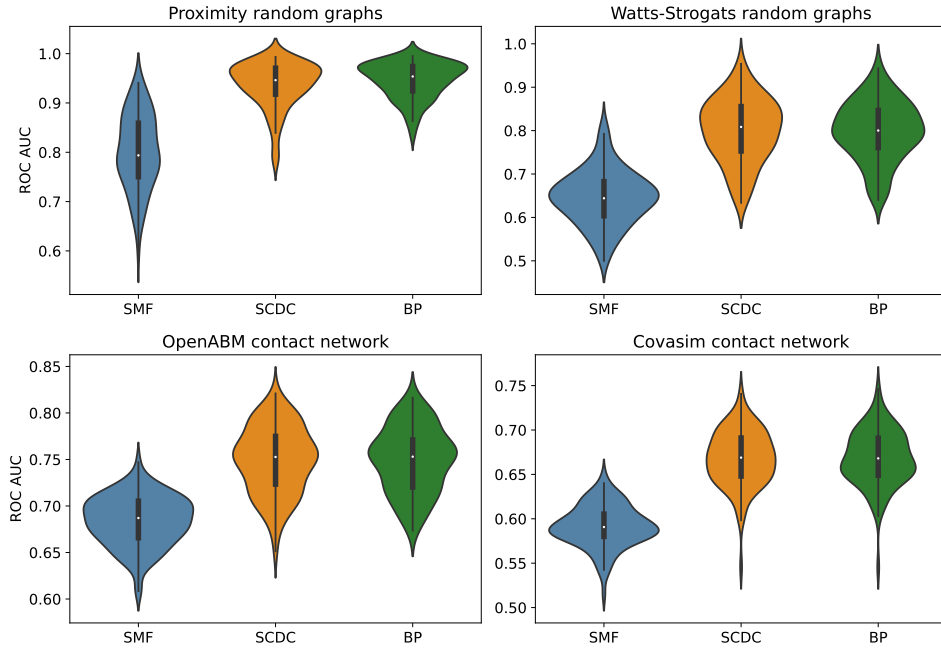 Proximity random graphs
ROC AUC
1.0
0.9
0.8
0.7
0.6
SMF
SCDC
BP
Watts-Strogats random graphs
1.0
0.9
0.8
0.7
0.6
0.5
SMF
SCDC
BP
OpenABM contact network
ROC AUC
0.85
0.80
0.75
0.70
0.65
0.60
SMF
SCDC
BP
Covasim contact network
0.75
0.70
0.65
0.60
0.55
0.50
SMF
SCDC
BP